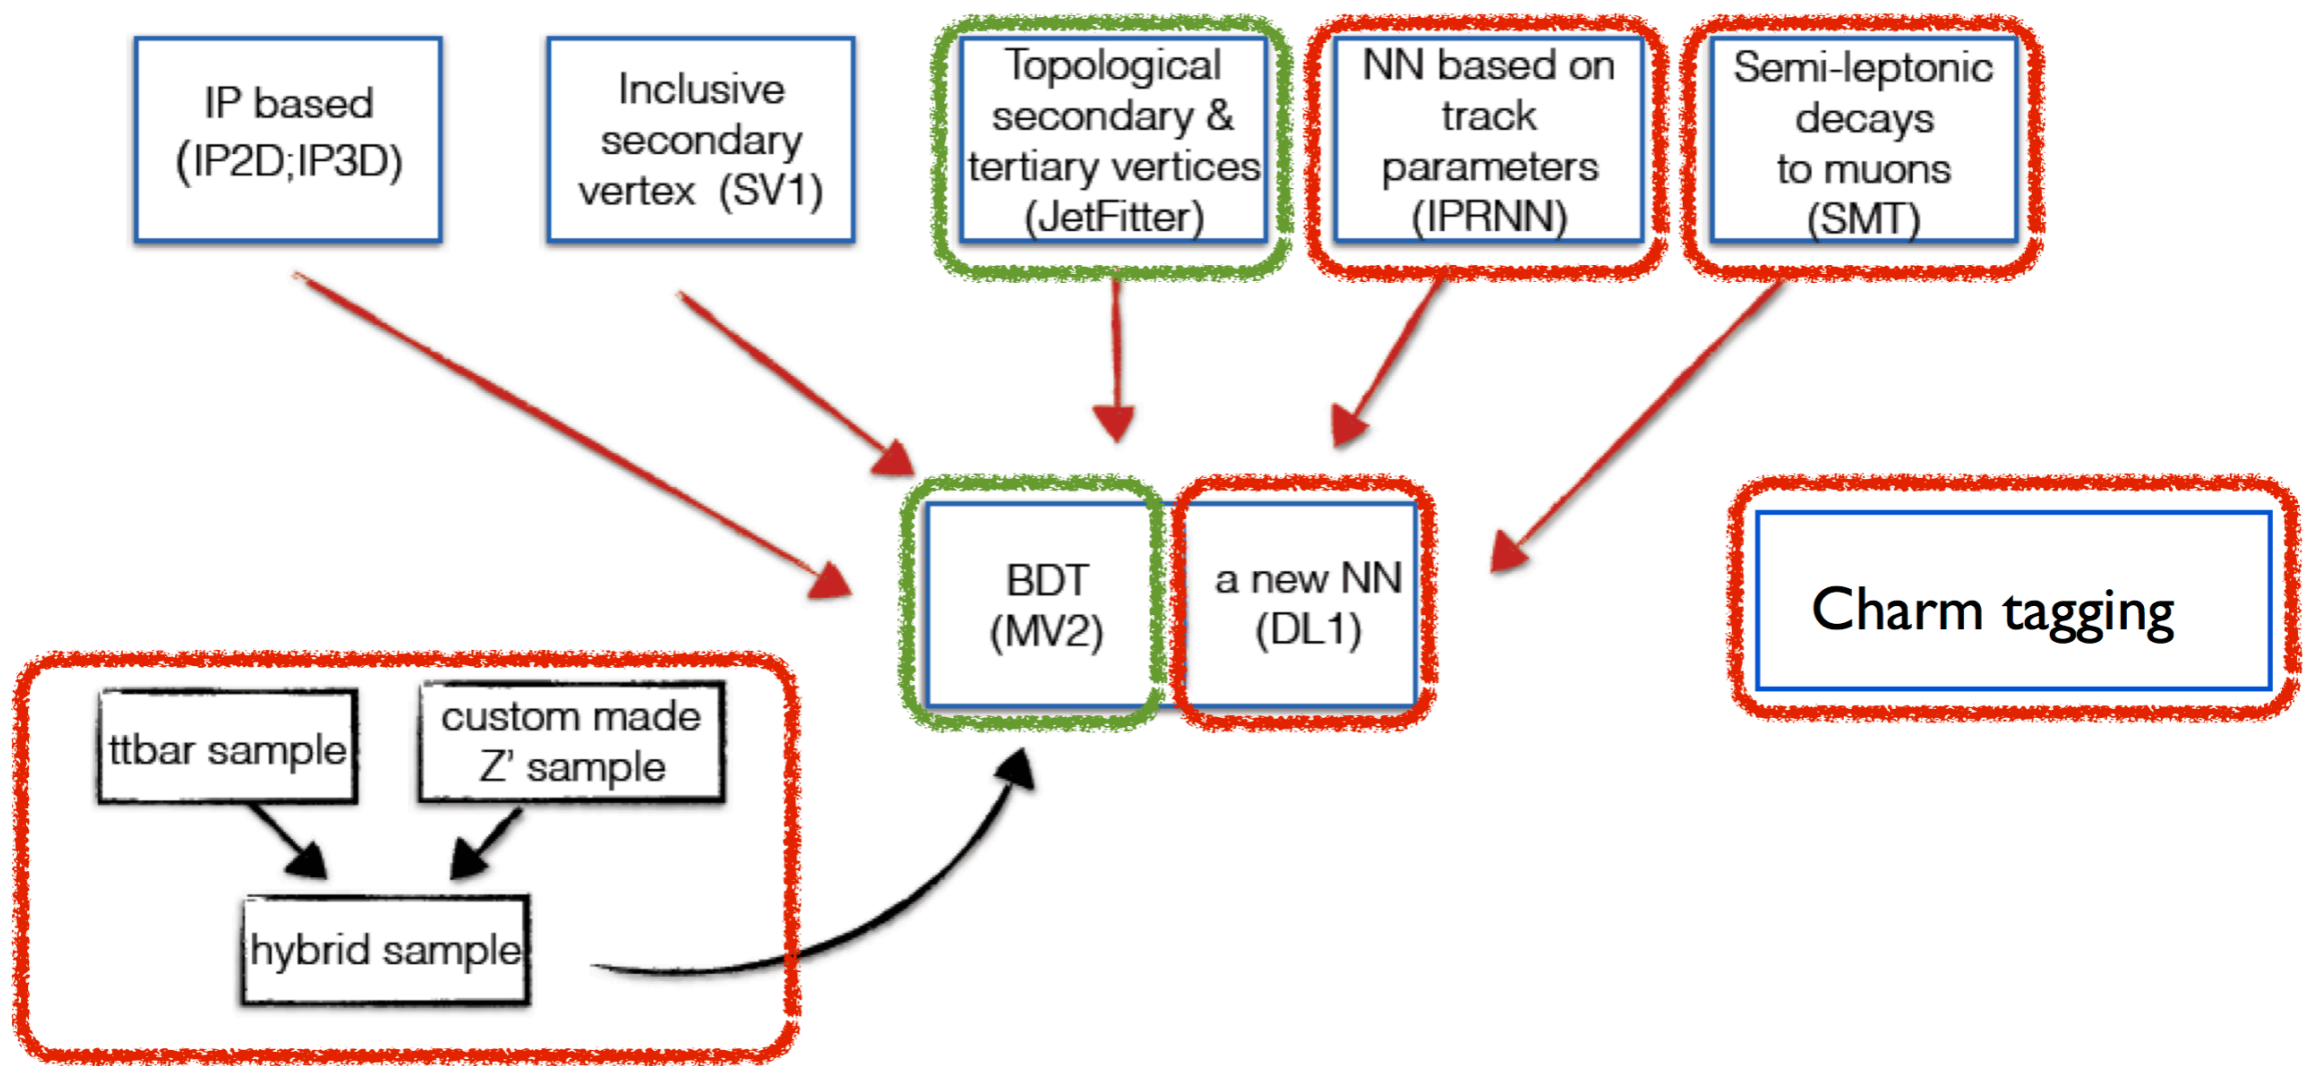 IP based
(IP2D;IP3D)
Inclusive
secondary
vertex (SV1)
Topological
secondary &
tertiary vertices
(JetFitter)
NN based on
track
parameters
(IPRNN)
Semi-leptonic
decays
to muons
(SMT)
BDT
(MV2)
a new NN
(DL1)
Charm tagging
ttbar sample
custom made
Z’ sample
hybrid sample